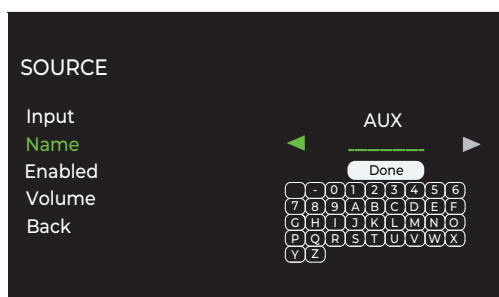 SOURCE
Input
AUX
Name
Enabled
Done
Volume
Back
- 0 1 2 3 4 5 6
7 8 9 A B C D E F
G H I J K L M N O
P Q R S T U V W X
Y Z